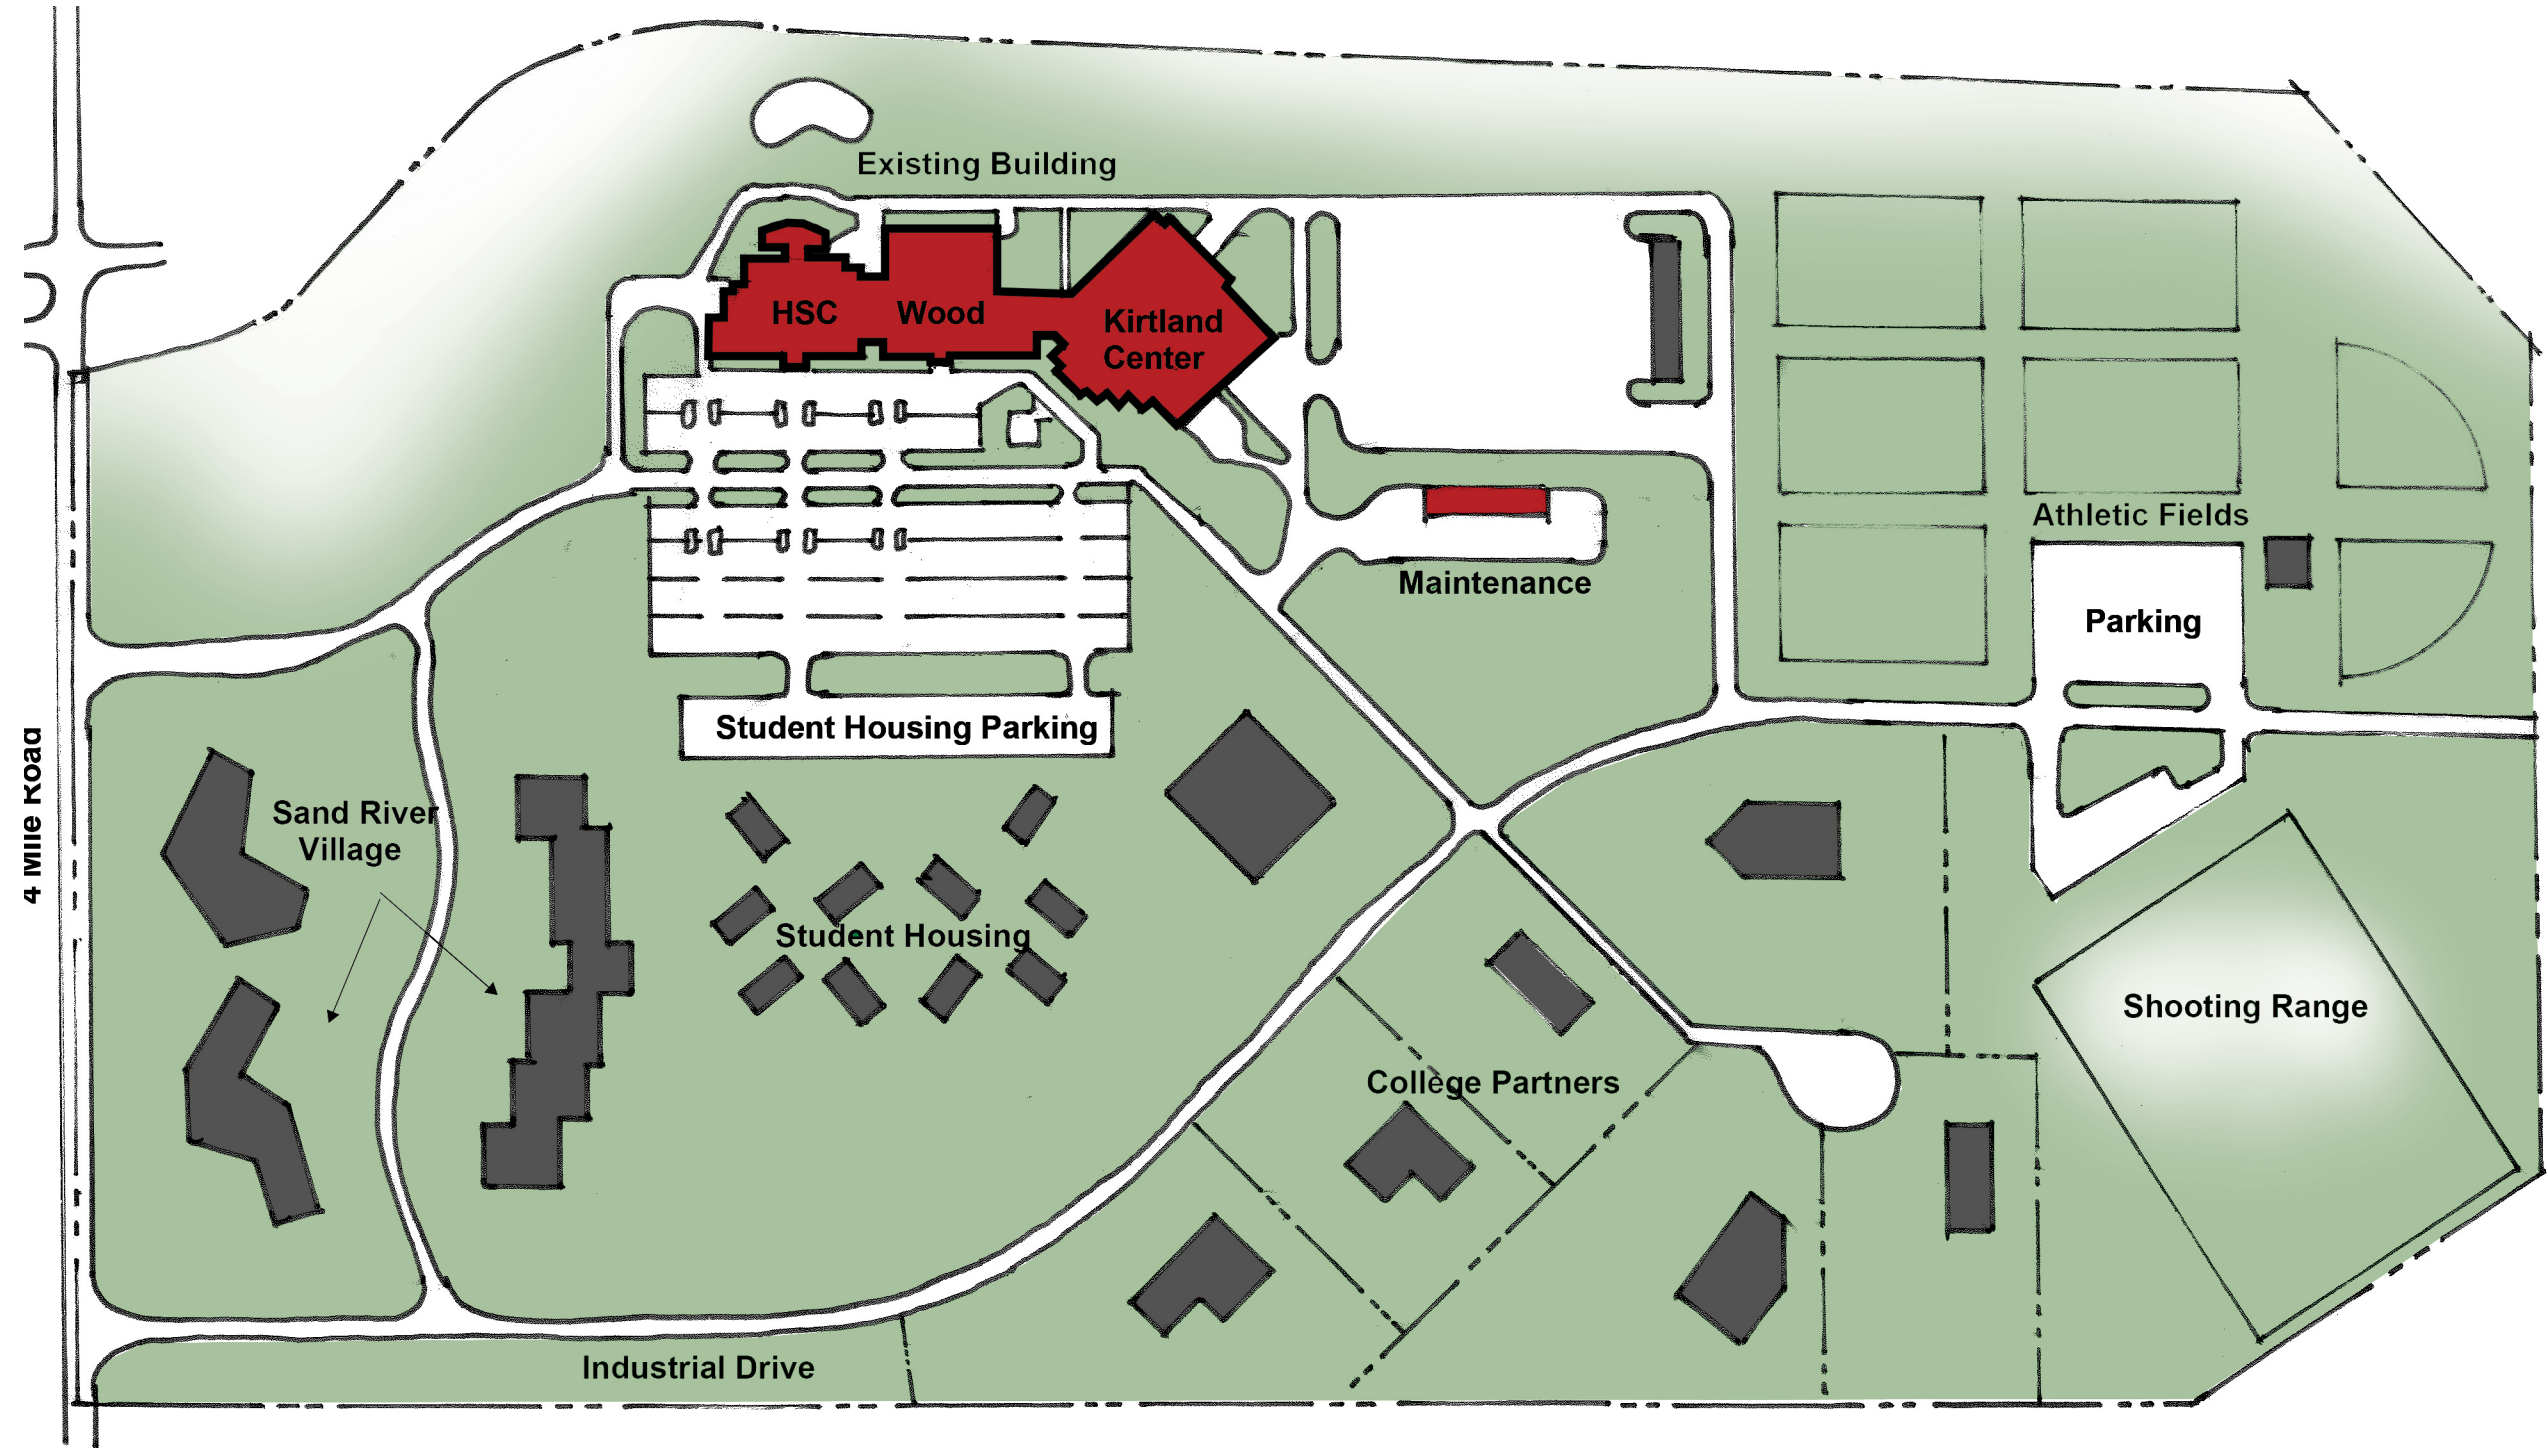 Existing Building
HSC
Wood
Kirtland
Center
Athletic Fields
Maintenance
Parking
Student Housing Parking
4 Mile Road
Sand River
Village
Student Housing
Shooting Range
College Partners
Industrial Drive